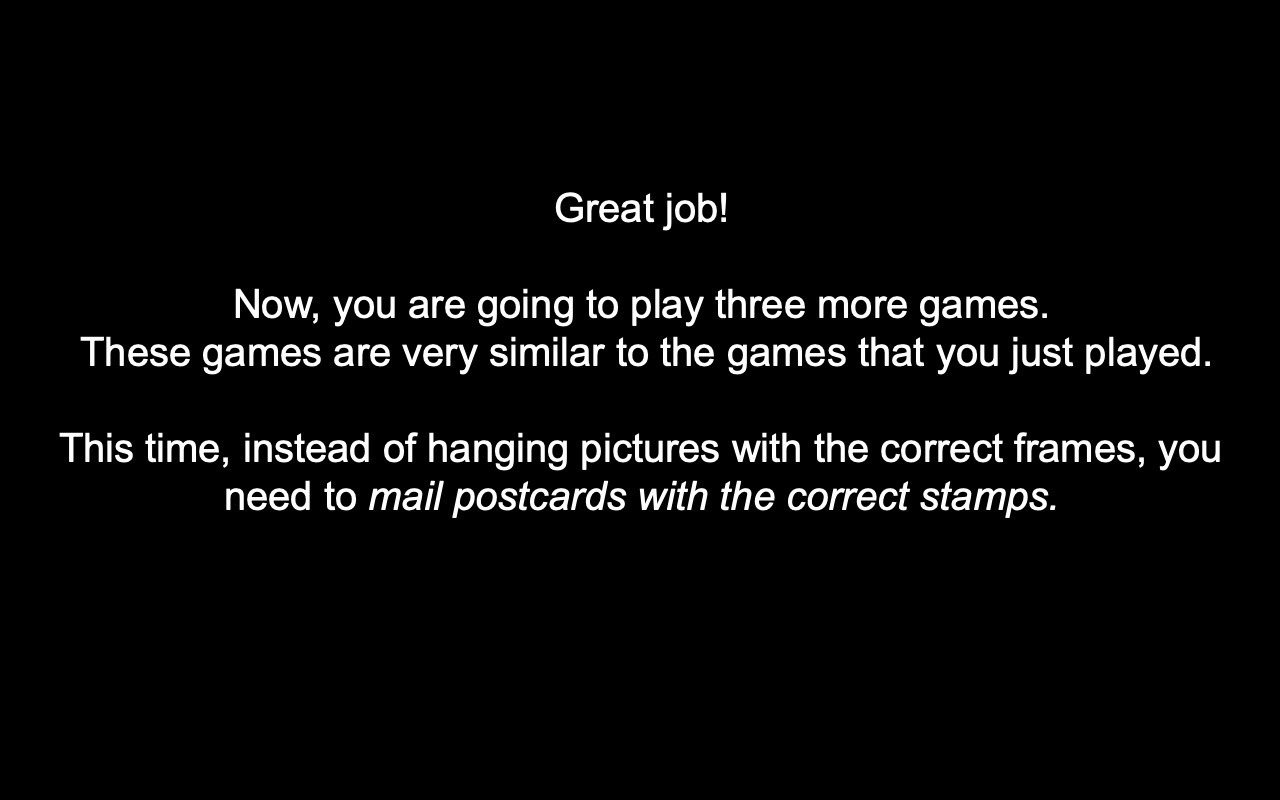 Great job!
Now, you are going to play three more games.
These games are very similar to the games that you just played.
This time, instead of hanging pictures with the correct frames, you
need to mail postcards with the correct stamps.